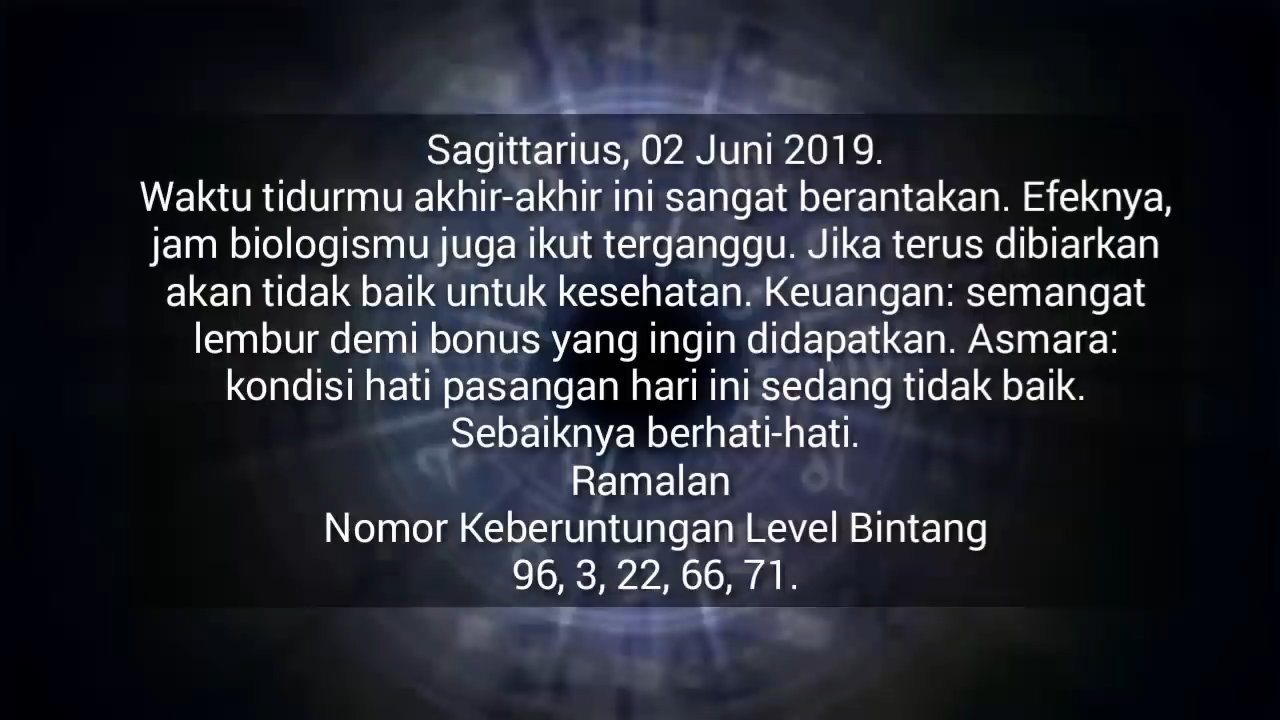 Sagittarius, 02 Juni 2019.
Waktu tidurmu akhir-akhir ini sangat berantakan. Efeknya,
jam biologismu juga ikut terganggu. Jika terus dibiarkan
akan tidak baik untuk kesehatan. Keuangan: semangat
lembur demi bonus yang ingin didapatkan. Asmara:
kondisi hati pasangan hari ini sedang tidak baik.
Sebaiknya berhati-hati.
Ramalan
Nomor Keberuntungan Level Bintang
96, 3, 22, 66, 71.